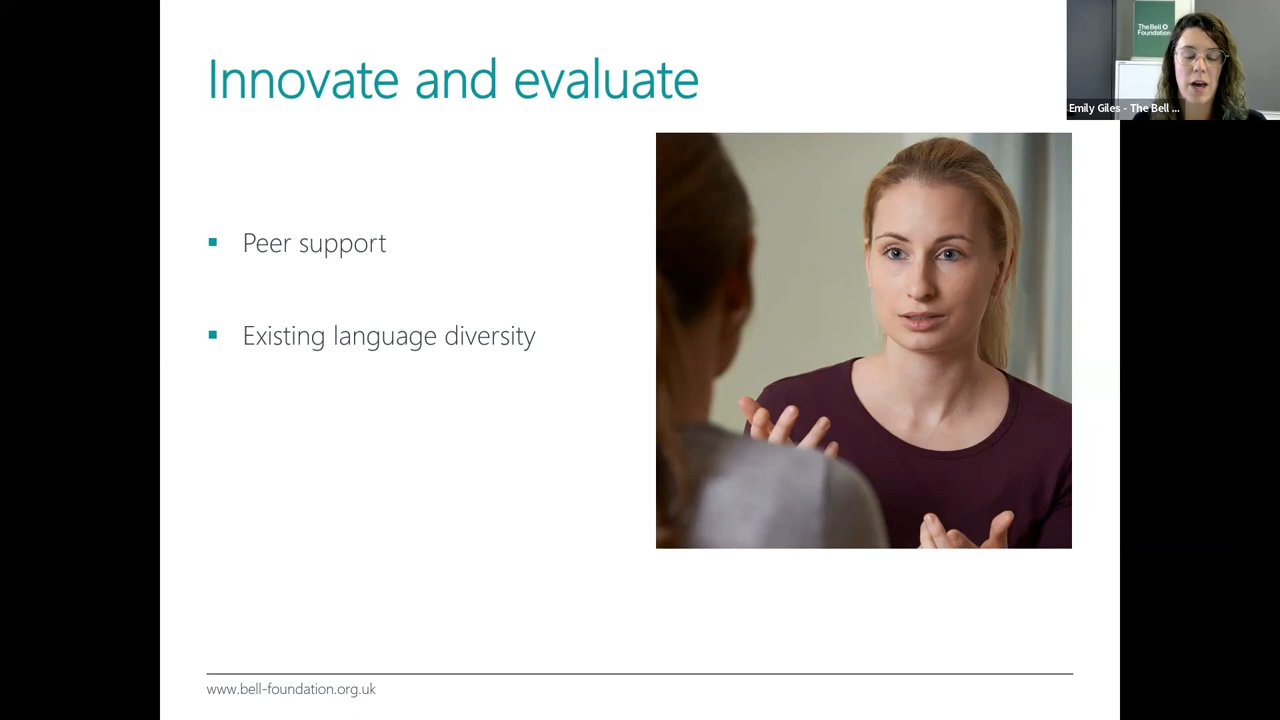 Innovate and evaluate
The Bell
Foundation
Emily Giles - The Bell ...
Peer support
Existing language diversity
www.bell-foundation.org.uk